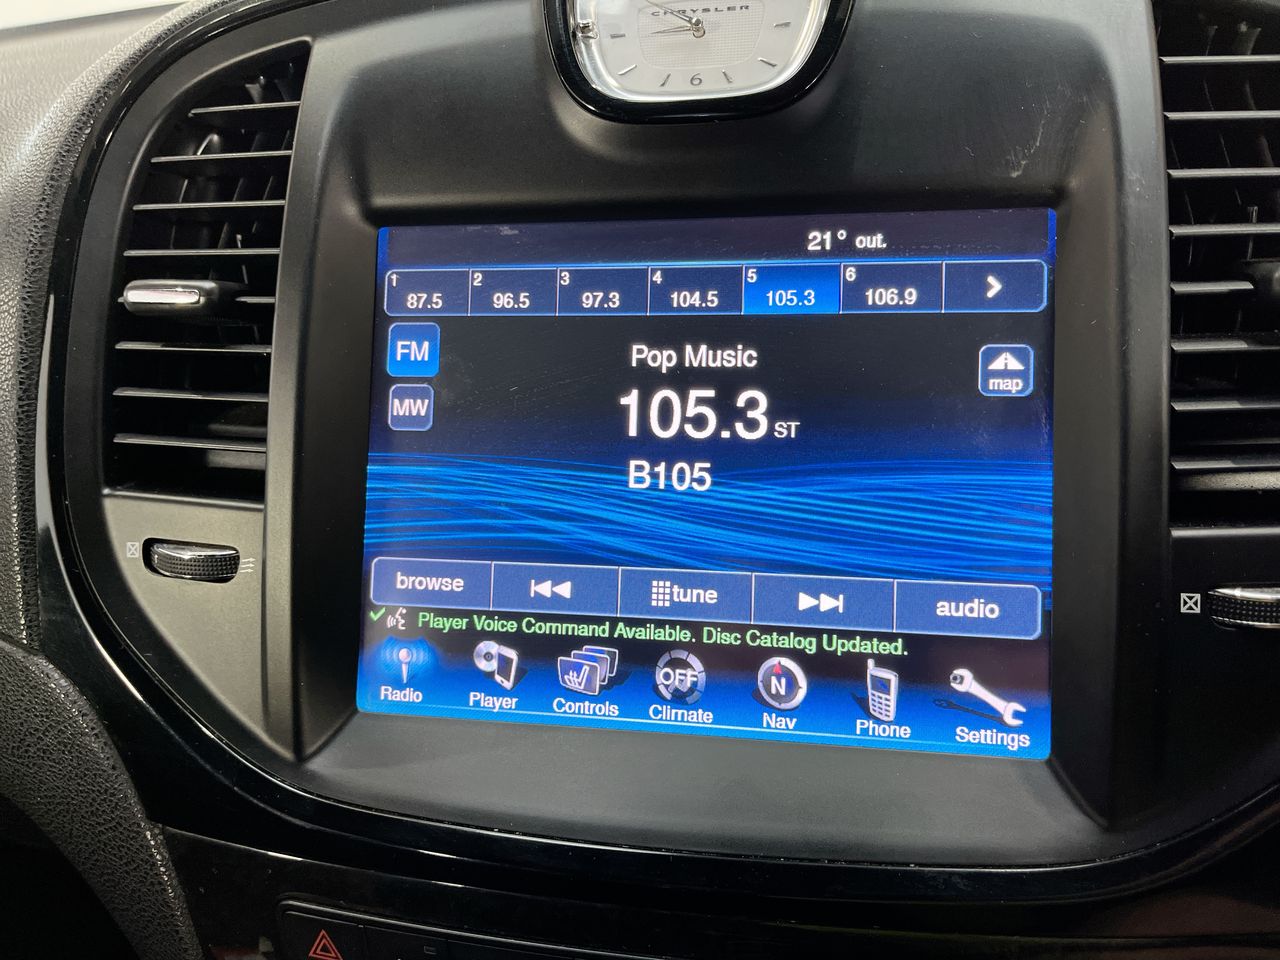 CHRYSLER
6
21° out.
1 2 3 4 5 6
87.5 96.5 97.3 104.5 105.3 106.9
FM
Pop Music
map
MW
105.3 ST
B105
browse tune audio
Player Voice Command Available. Disc Catalog Updated.
OFF N
Radio Player Controls Climate Nav Phone Settings